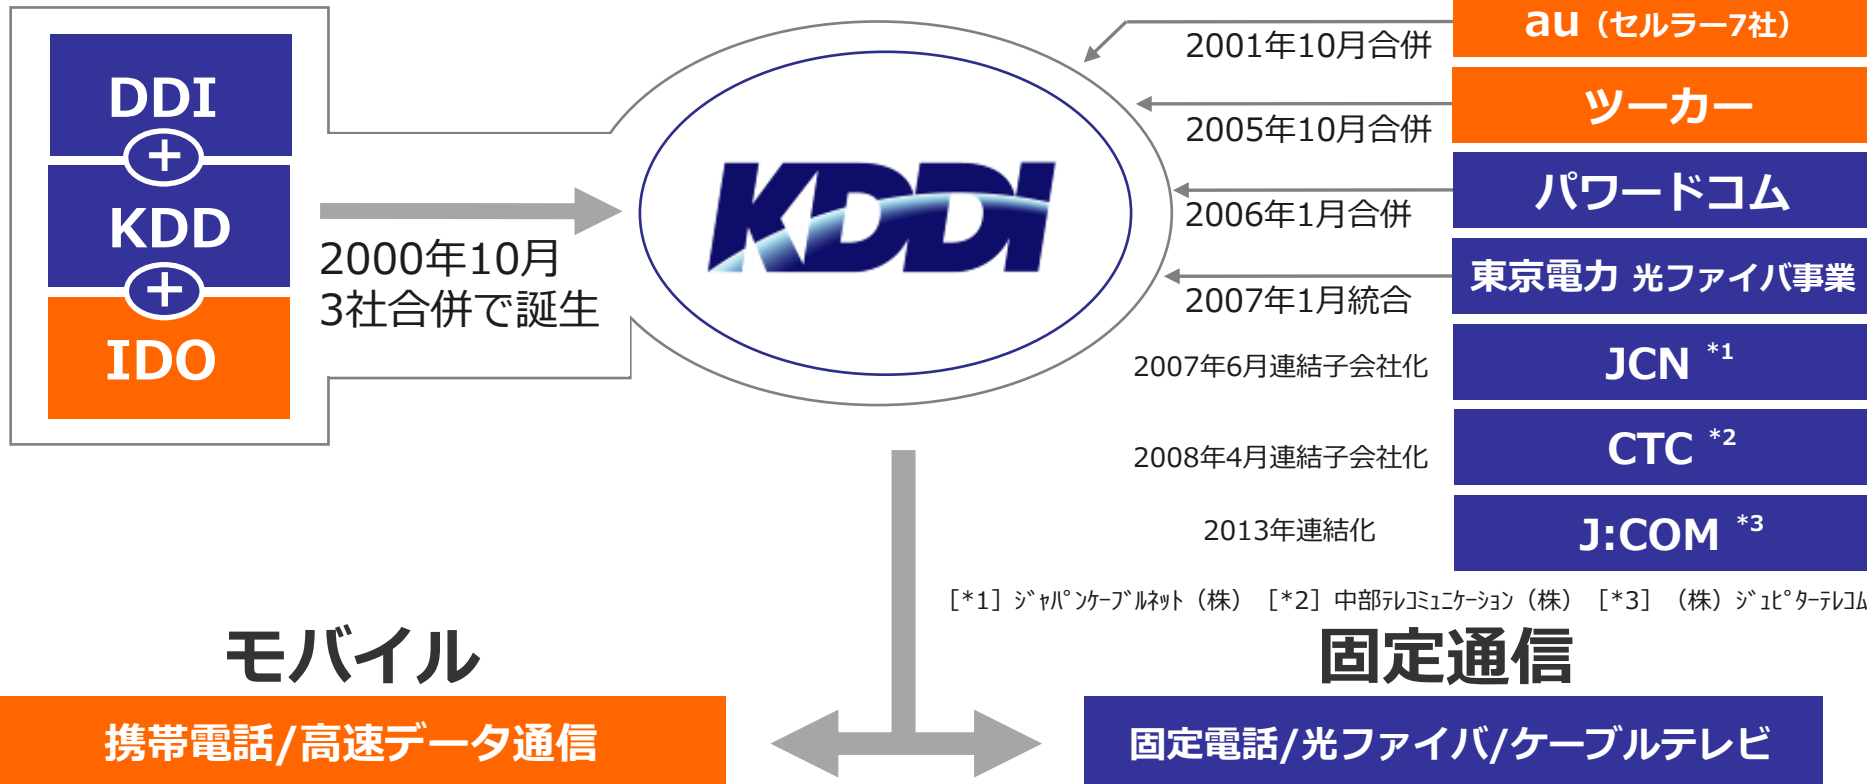 DDI
+
KDD
+
IDO
2000年10月
3社合併で誕生
KDDI
2001年10月合併
au（セルラー7社）
2005年10月合併
ツーカー
2006年1月合併
パワードコム
2007年1月統合
東京電力 光ファイバ事業
2007年6月連結子会社化
JCN *1
2008年4月連結子会社化
CTC *2
2013年連結化
J:COM *3
[*1] ｼﾞｬﾊﾟﾝｹｰﾌﾞﾙﾈｯﾄ（株） [*2] 中部ﾃﾚｺﾐｭﾆｹｰｼｮﾝ（株） [*3] （株）ｼﾞｭﾋﾟﾀｰﾃﾚｺﾑ
モバイル
携帯電話/高速データ通信
固定通信
固定電話/光ファイバ/ケーブルテレビ